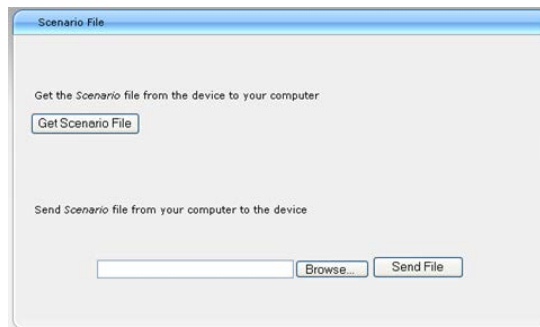 Scenario File
Get the Scenario file from the device to your computer
Get Scenario File
Send Scenario file from your computer to the device
Browse... Send File